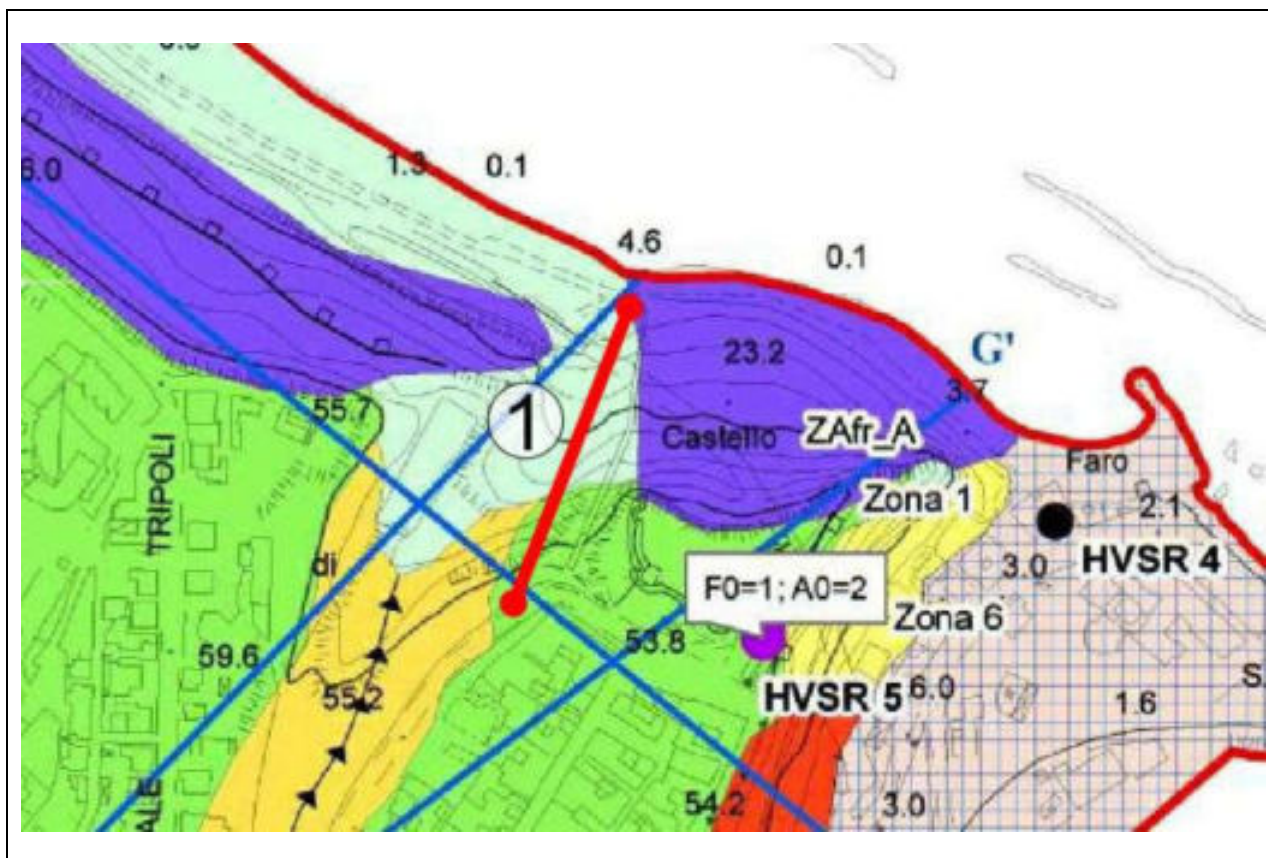 1.3
0.1
4.6
0.1
G'
23.2
3.7
55.7
1
Castello
ZAfr_A
Faro
Zona 1
2.1
TRIPOLI
HVSR 4
di
3.0
F0=1; A0=2
Zona 6
59.6
53.8
HVSR 5
55.2
6.0
1.6
S.
54.2
3.0
ALE